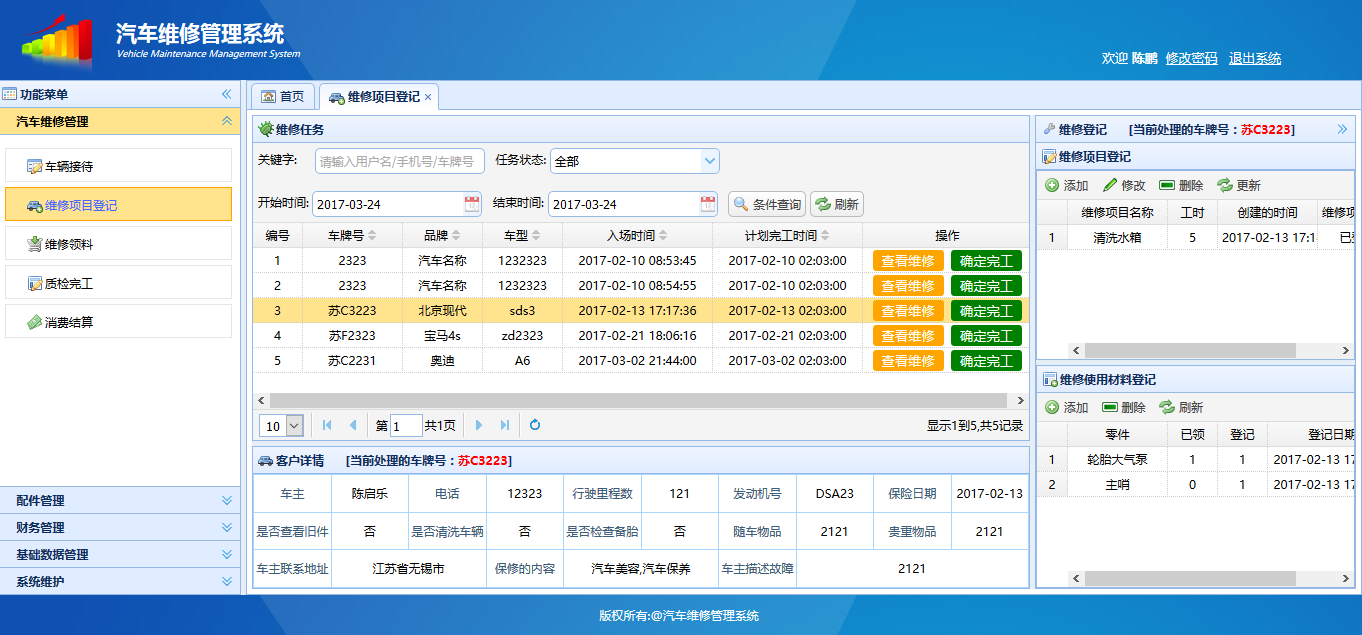 汽车维修管理系统
Vehicle Maintenance Management System
欢迎 陈鹏 修改密码 退出系统
功能菜单
汽车维修管理
车辆接待
维修项目登记
维修领料
质检完工
消费结算
配件管理
财务管理
基础数据管理
系统维护
首页 维修项目登记 ×
维修任务
关键字: 请输入用户名/手机号/车牌号 任务状态: 全部
开始时间: 2017-03-24 结束时间: 2017-03-24 条件查询 刷新
编号 车牌号 品牌 车型 入场时间 计划完工时间 操作
1 2323 汽车名称 1232323 2017-02-10 08:53:45 2017-02-10 02:03:00 查看维修 确定完工
2 2323 汽车名称 1232323 2017-02-10 08:54:55 2017-02-10 02:03:00 查看维修 确定完工
3 苏C3223 北京现代 sds3 2017-02-13 17:17:36 2017-02-13 02:03:00 查看维修 确定完工
4 苏F2323 宝马4s zd2323 2017-02-21 18:06:16 2017-02-21 02:03:00 查看维修 确定完工
5 苏C2231 奥迪 A6 2017-03-02 21:44:00 2017-03-02 02:03:00 查看维修 确定完工
10 第 1 共1页 显示1到5,共5记录
客户详情 [当前处理的车牌号：苏C3223]
车主 陈启乐 电话 12323 行驶里程数 121 发动机号 DSA23 保险日期 2017-02-13
是否查看旧件 否 是否清洗车辆 否 是否检查备胎 否 随车物品 2121 贵重物品 2121
车主联系地址 江苏省无锡市 保修的内容 汽车美容,汽车保养 车主描述故障 2121
维修登记 [当前处理的车牌号：苏C3223]
维修项目登记
添加 修改 删除 更新
维修项目名称 工时 创建的时间 维修项
1 清洗水箱 5 2017-02-13 17:1
维修使用材料登记
添加 删除 刷新
零件 已领 登记 登记日期
1 轮胎大气泵 1 1 2017-02-13 17
2 主哨 0 1 2017-02-13 17
版权所有:@汽车维修管理系统